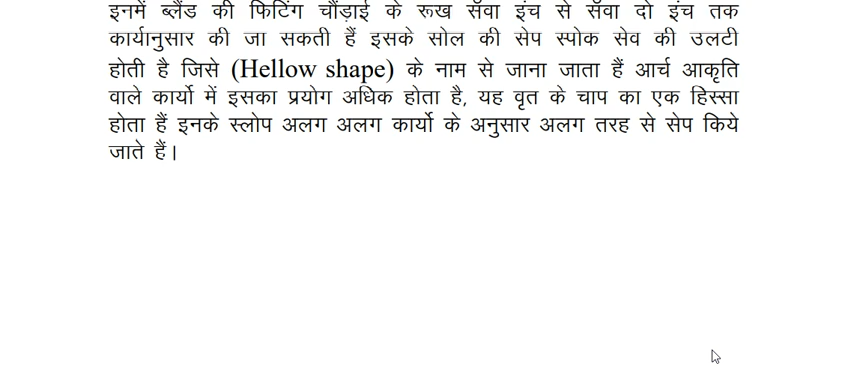 इनमें ब्लैंड की फिटिंग चौंड़ाई के रूख सॅवा इंच से सॅवा दो इंच तक
कार्यानुसार की जा सकती हैं इसके सोल की सेप स्पोक सेव की उलटी
होती है जिसे (Hellow shape) के नाम से जाना जाता हैं आर्च आकृति
वाले कार्यो में इसका प्रयोग अधिक होता है, यह वृत के चाप का एक हिस्सा
होता हैं इनके स्लोप अलग अलग कार्यो के अनुसार अलग तरह से सेप किये
जाते हैं।